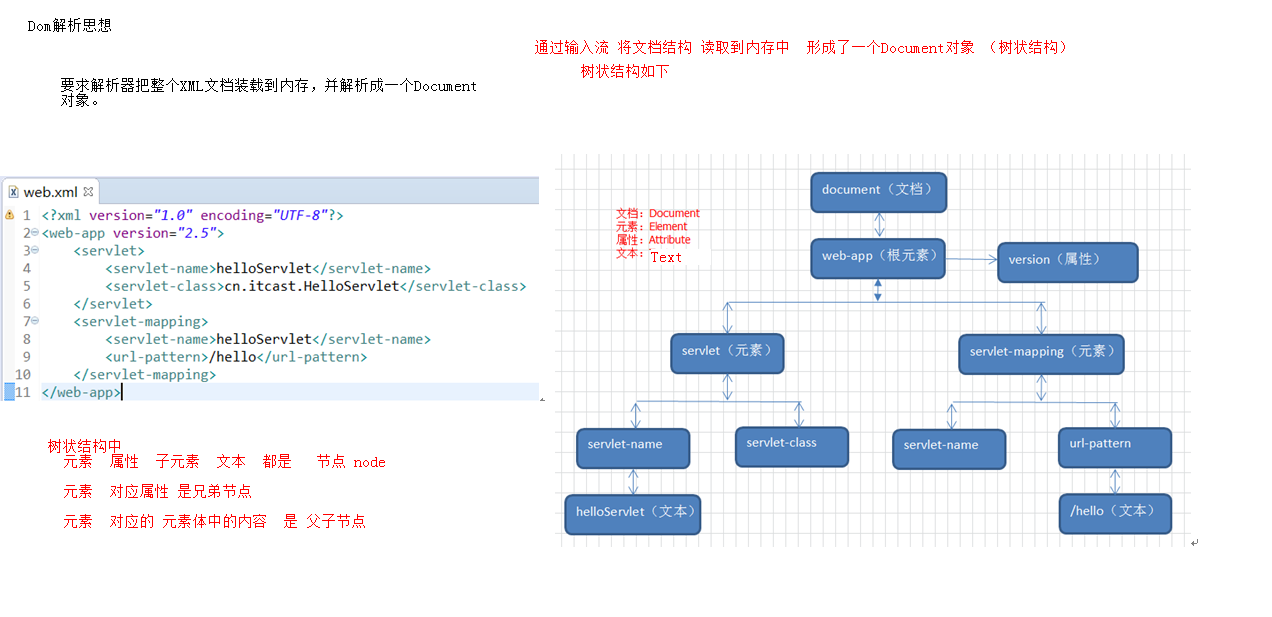 Dom解析思想
通过输入流 将文档结构 读取到内存中 形成了一个Document对象 （树状结构）
树状结构如下
要求解析器把整个XML文档装载到内存，并解析成一个Document
对象。
web.xml
1 <?xml version="1.0" encoding="UTF-8"?>
2 <web-app version="2.5">
3 <servlet>
4 <servlet-name>helloServlet</servlet-name>
5 <servlet-class>cn.itcast.HelloServlet</servlet-class>
6 </servlet>
7 <servlet-mapping>
8 <servlet-name>helloServlet</servlet-name>
9 <url-pattern>/hello</url-pattern>
10 </servlet-mapping>
11 </web-app>
树状结构中
元素 属性 子元素 文本 都是 节点 node
元素 对应属性 是兄弟节点
元素 对应的 元素体中的内容 是 父子节点
文档：Document
元素：Element
属性：Attribute
文本：Text
document（文档）
web-app（根元素）
version（属性）
servlet（元素）
servlet-mapping（元素）
servlet-name
servlet-class
servlet-name
url-pattern
helloServlet（文本）
/hello（文本）